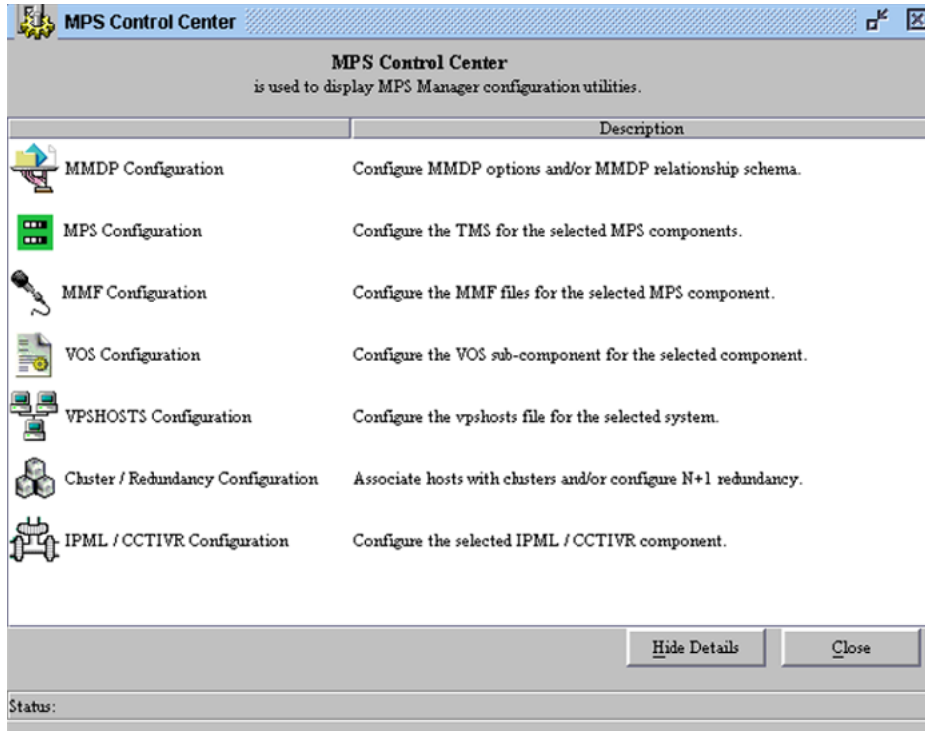 MPS Control Center
MPS Control Center
is used to display MPS Manager configuration utilities.
Description
MMDP Configuration Configure MMDP options and/or MMDP relationship schema.
MPS Configuration Configure the TMS for the selected MPS components.
MMF Configuration Configure the MMF files for the selected MPS component.
VOS Configuration Configure the VOS sub-component for the selected component.
VPSHOSTS Configuration Configure the vpshosts file for the selected system.
Cluster / Redundancy Configuration Associate hosts with clusters and/or configure N+1 redundancy.
IPML / CCTIVR Configuration Configure the selected IPML / CCTIVR component.
Hide Details Close
Status: